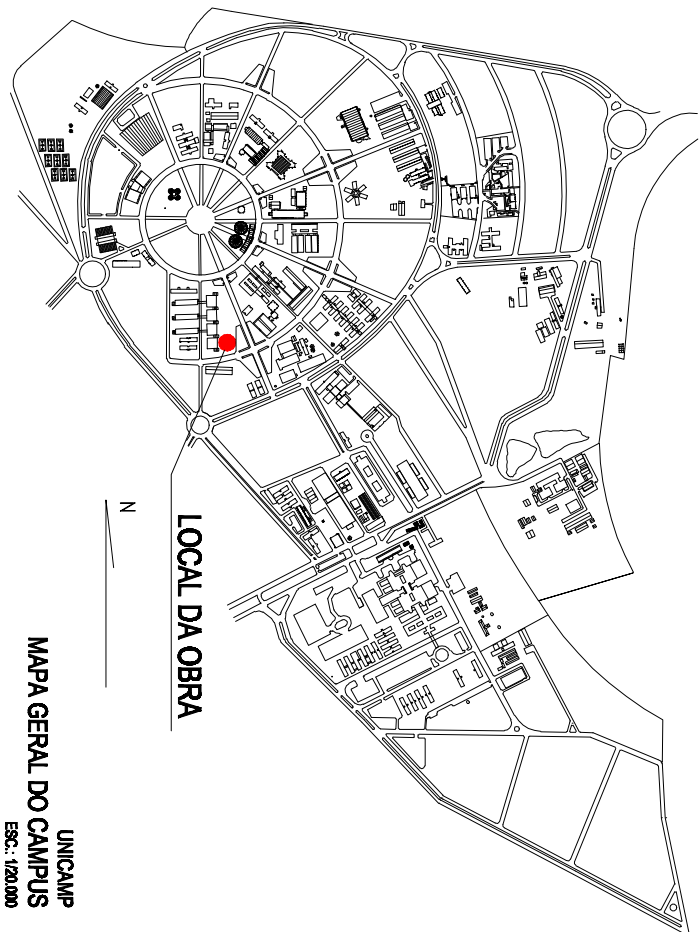 N
LOCAL DA OBRA
UNICAMP
MAPA GERAL DO CAMPUS
ESC.: 1/20.000